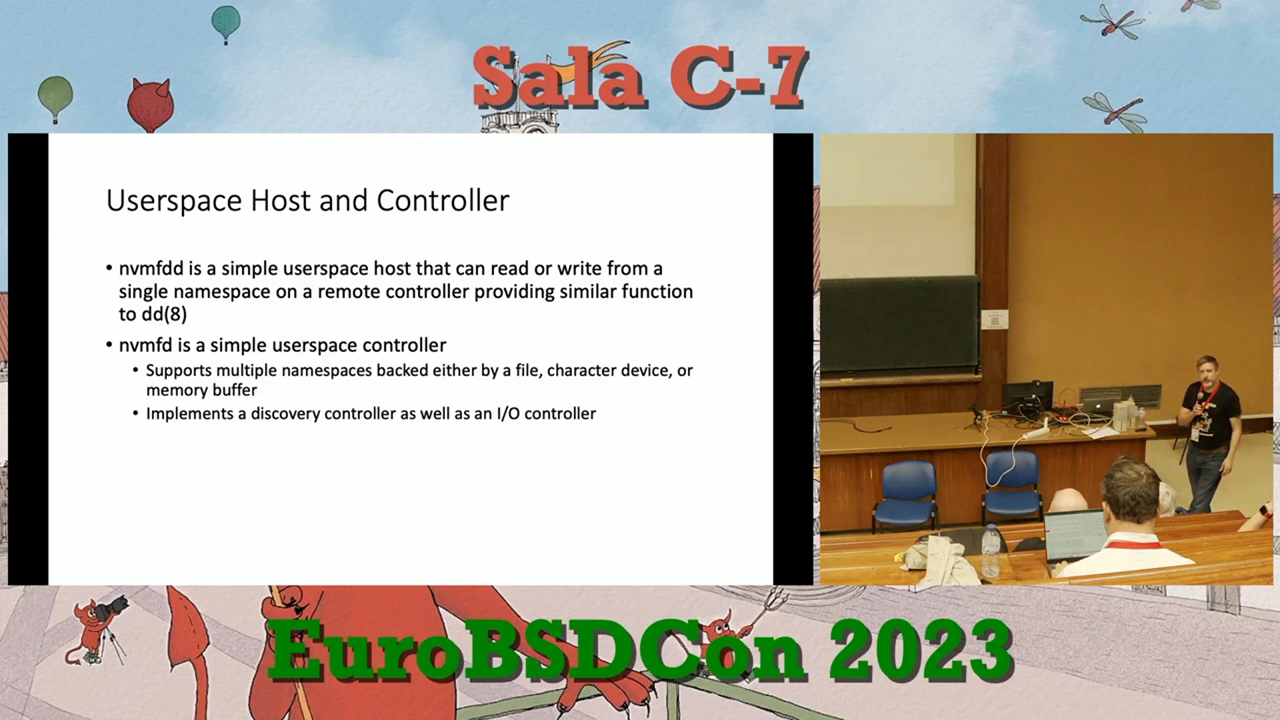 Sala C-7
Userspace Host and Controller
• nvmfdd is a simple userspace host that can read or write from a
single namespace on a remote controller providing similar function
to dd(8)
• nvmfd is a simple userspace controller
• Supports multiple namespaces backed either by a file, character device, or
memory buffer
• Implements a discovery controller as well as an I/O controller
EuroBSDCon 2023